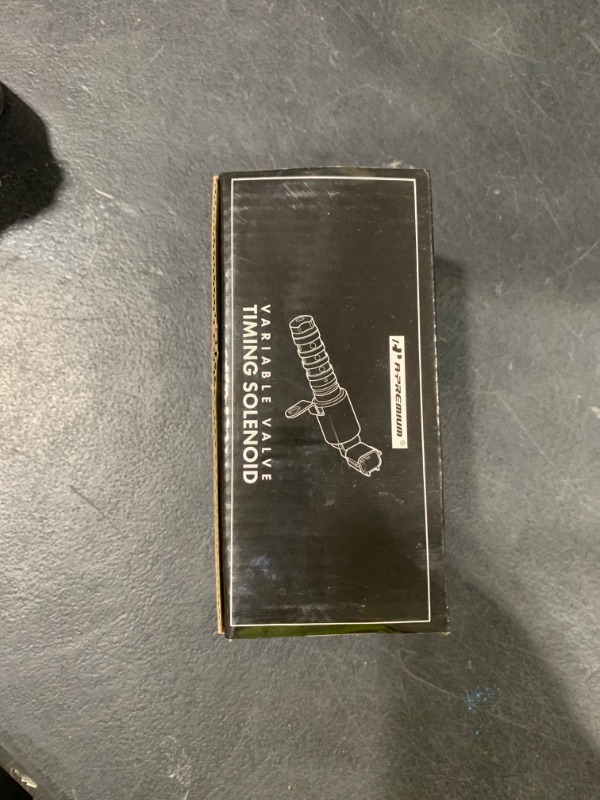 A-PREMIUM®
VARIABLE VALVE
TIMING SOLENOID